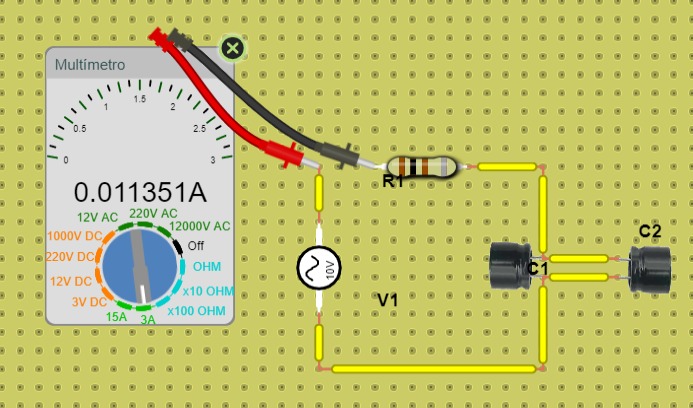 Multímetro
0
0.5
1
1.5
2
2.5
3
0.011351A
12V AC
220V AC
12000V AC
1000V DC
Off
220V DC
OHM
12V DC
x10 OHM
3V DC
x100 OHM
15A
3A
R1
10V
V1
C1
C2